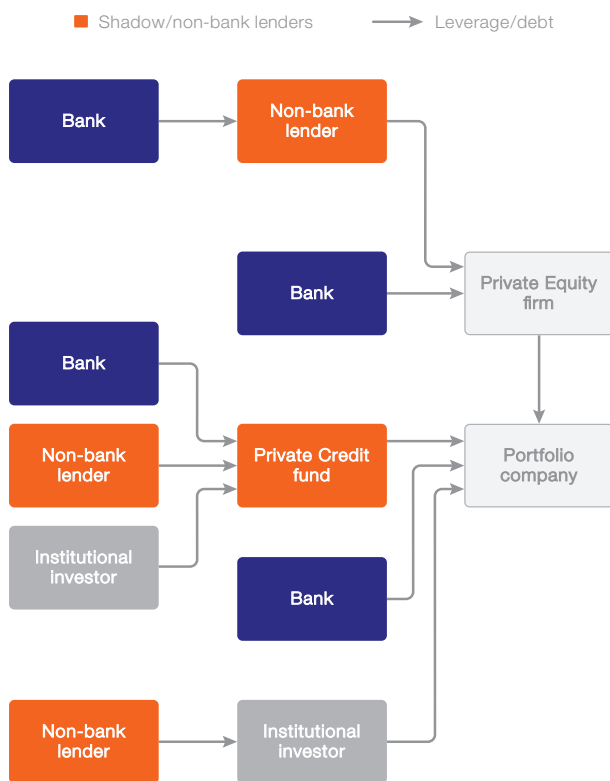 Shadow/non-bank lenders
Leverage/debt
Bank
Non-bank
lender
Bank
Private Equity
firm
Bank
Non-bank
lender
Private Credit
fund
Portfolio
company
Institutional
investor
Bank
Non-bank
lender
Institutional
investor